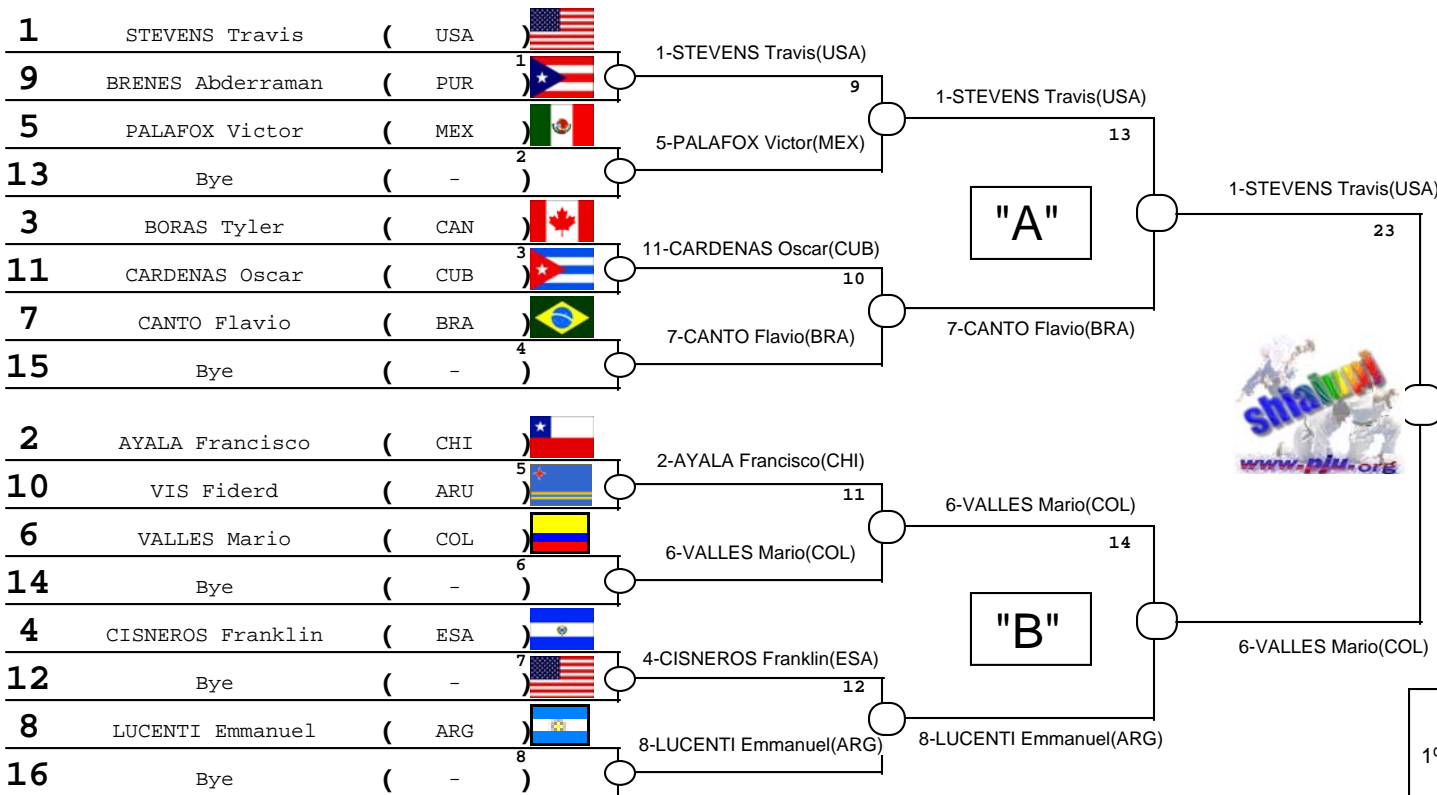 1 STEVENS Travis ( USA )
1
9 BRENES Abderraman ( PUR )
5 PALAFOX Victor ( MEX )
2
13 Bye ( - )
3 BORAS Tyler ( CAN )
3
11 CARDENAS Oscar ( CUB )
7 CANTO Flavio ( BRA )
4
15 Bye ( - )
2 AYALA Francisco ( CHI )
5
10 VIS Fiderd ( ARU )
6 VALLES Mario ( COL )
6
14 Bye ( - )
4 CISNEROS Franklin ( ESA )
7
12 Bye ( - )
8 LUCENTI Emmanuel ( ARG )
8
16 Bye ( - )
1-STEVENS Travis(USA)
9
5-PALAFOX Victor(MEX)
11-CARDENAS Oscar(CUB)
10
7-CANTO Flavio(BRA)
2-AYALA Francisco(CHI)
11
6-VALLES Mario(COL)
4-CISNEROS Franklin(ESA)
12
8-LUCENTI Emmanuel(ARG)
1-STEVENS Travis(USA)
13
"A"
7-CANTO Flavio(BRA)
6-VALLES Mario(COL)
14
"B"
8-LUCENTI Emmanuel(ARG)
1-STEVENS Travis(USA)
23
www.pju.org
6-VALLES Mario(COL)
1º